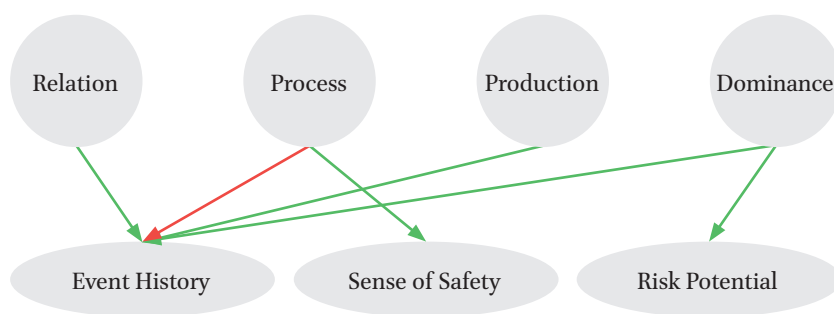 Relation
Process
Production
Dominance
Event History
Sense of Safety
Risk Potential